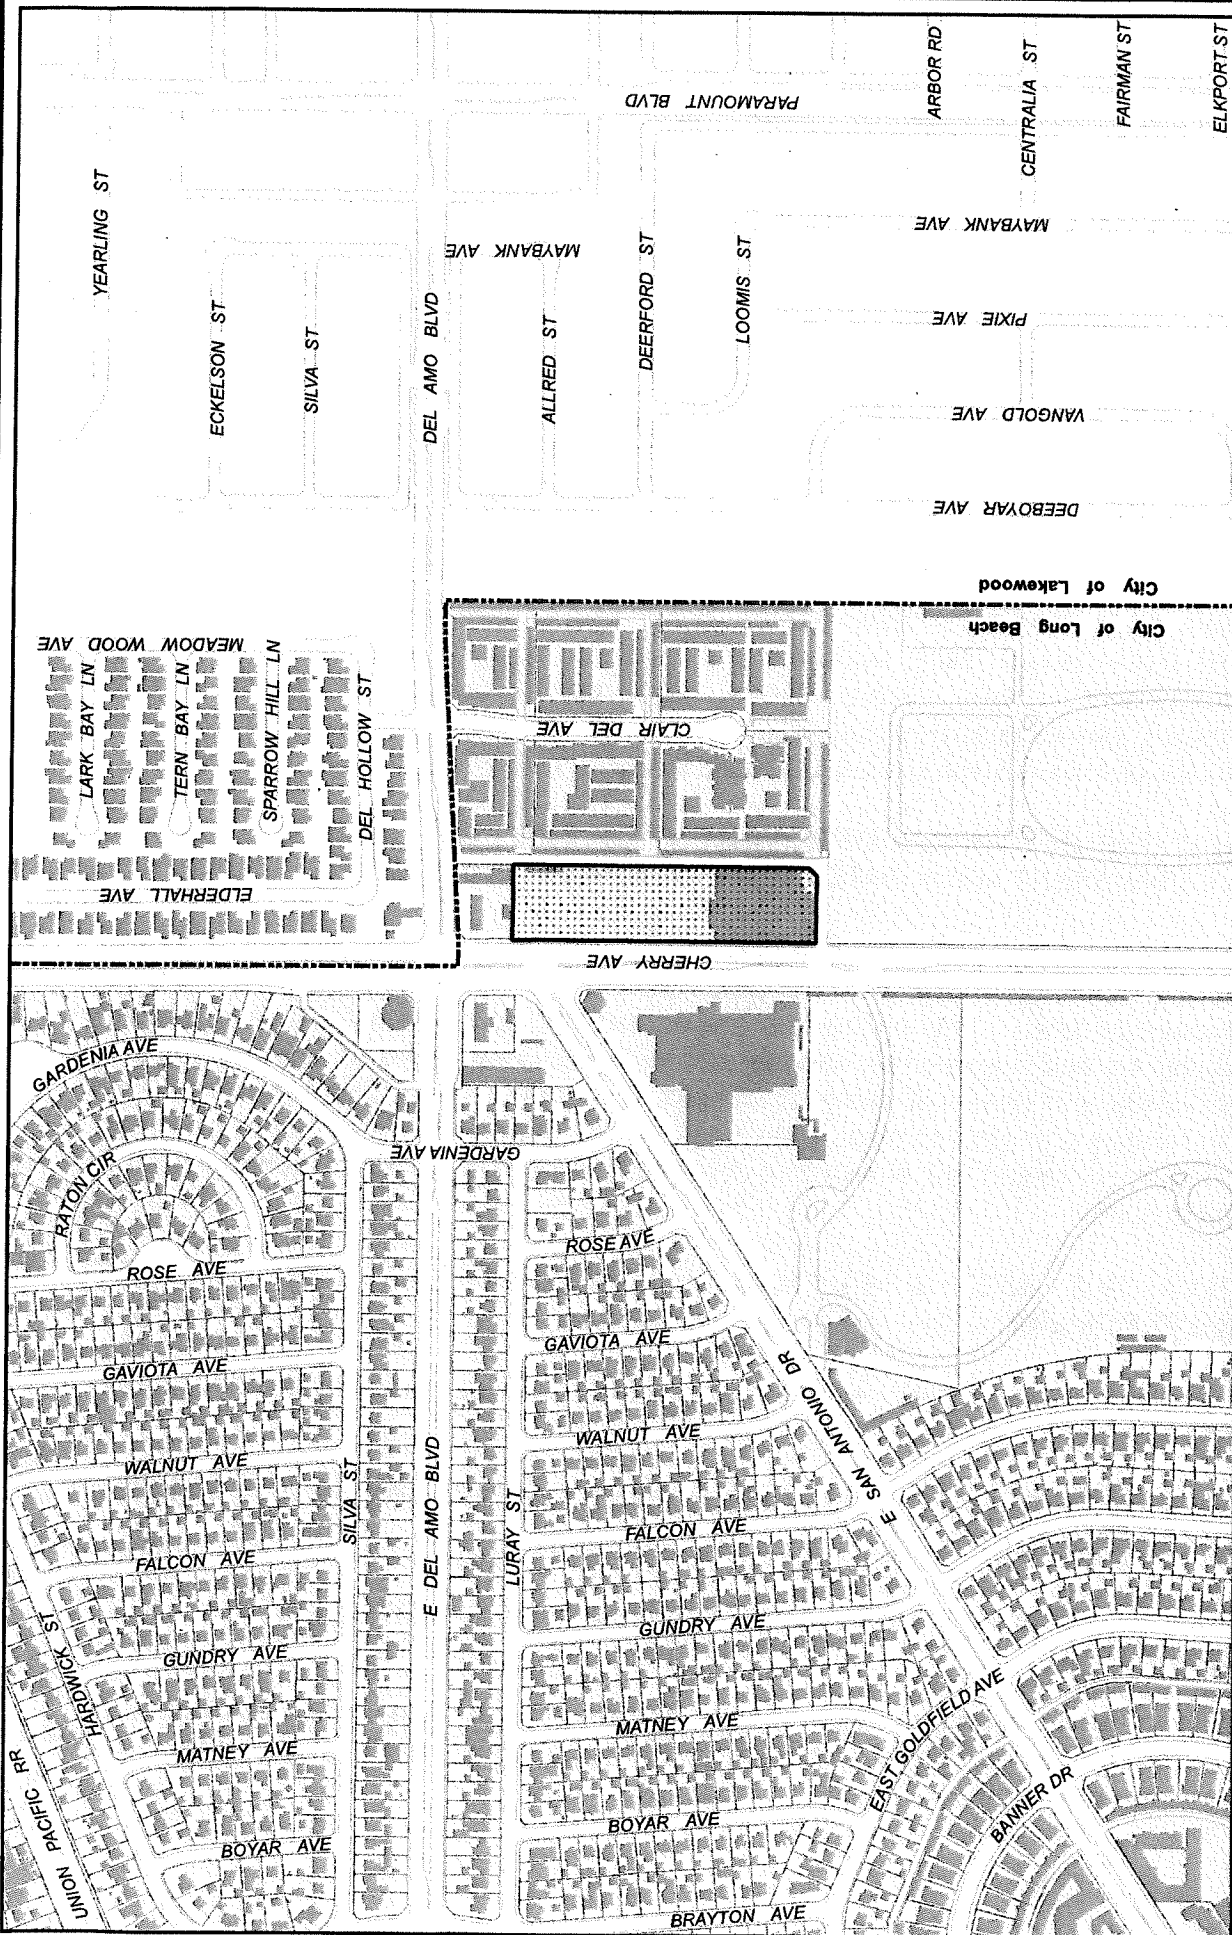 YEARLING ST
ECKELSON ST
SILVA ST
DEL AMO BLVD
MAYBANK AVE
ALLRED ST
DEERFORD ST
LOOMIS ST
PARAMOUNT BLVD
ARBOR RD
CENTRALIA ST
FAIRMAN ST
ELKPORT ST
MAYBANK AVE
PIXIE AVE
VANGOLD AVE
DEEBOYAR AVE
City of Lakewood
City of Long Beach
MEADOW WOOD AVE
LARK BAY LN
TERN BAY LN
SPARROW HILL LN
DEL HOLLOW ST
ELDERHALL AVE
CLAIR DEL AVE
CHERRY AVE
GARDENIA AVE
RATON CIR
GARDENIA AVE
ROSE AVE
ROSE AVE
GAVIOTA AVE
GAVIOTA AVE
WALNUT AVE
WALNUT AVE
SILVA ST
E DEL AMO BLVD
LURAY ST
E SAN ANTONIO DR
FALCON AVE
FALCON AVE
HARDWICK ST
GUNDRY AVE
GUNDRY AVE
UNION PACIFIC RR
MATNEY AVE
MATNEY AVE
EAST GOLDFIELD AVE
BANNER DR
BOYAR AVE
BOYAR AVE
BRAYTON AVE